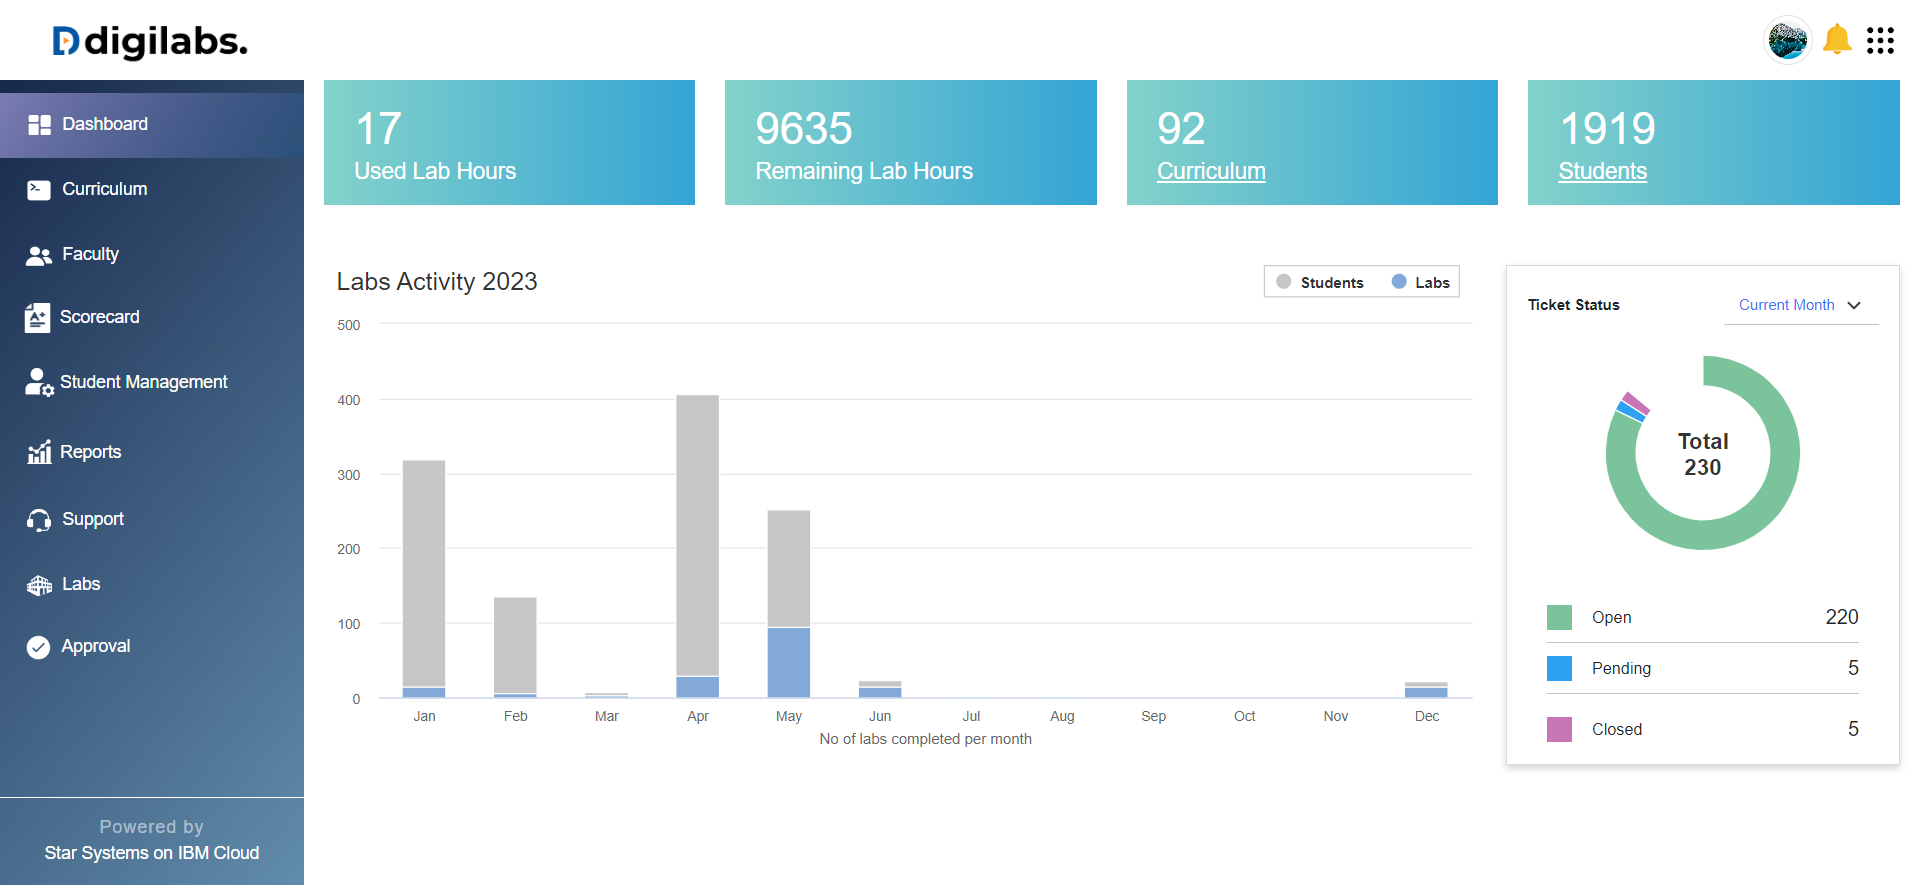 digilabs.
Dashboard
Curriculum
Faculty
A+
Scorecard
Student Management
Reports
Support
Labs
Approval
Powered by
Star Systems on IBM Cloud
17
Used Lab Hours
9635
Remaining Lab Hours
92
Curriculum
1919
Students
Labs Activity 2023
Students
Labs
500
400
300
200
100
0
Jan
Feb
Mar
Apr
May
Jun
Jul
Aug
Sep
Oct
Nov
Dec
No of labs completed per month
Ticket Status
Current Month
Total
230
Open
220
Pending
5
Closed
5